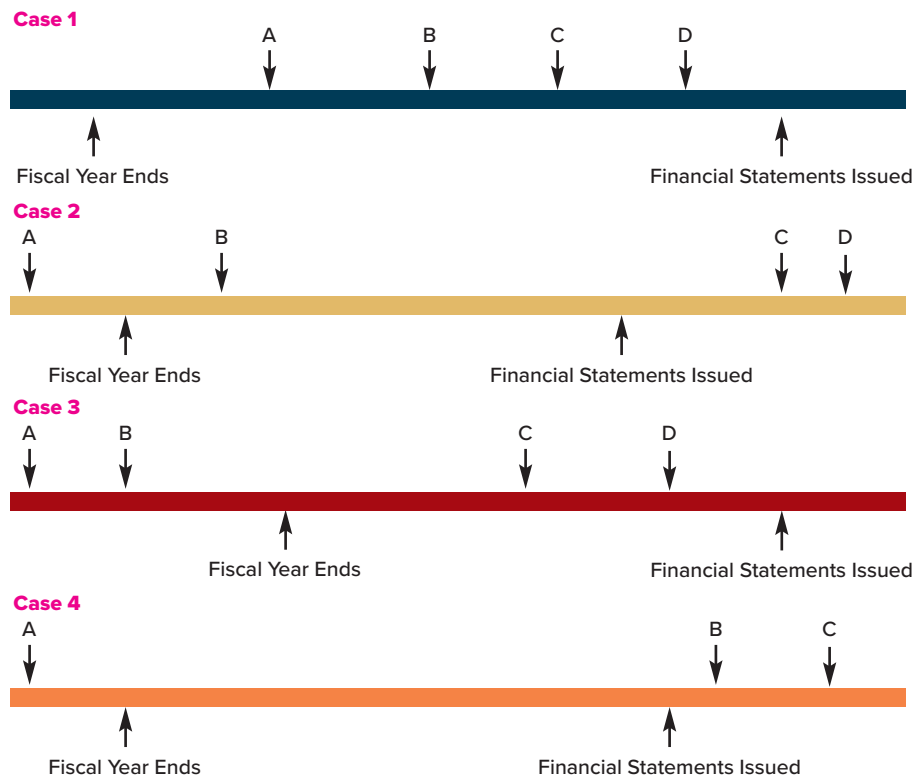 Case 1
A B C D
Fiscal Year Ends Financial Statements Issued
Case 2
A B C D
Fiscal Year Ends Financial Statements Issued
Case 3
A B C D
Fiscal Year Ends Financial Statements Issued
Case 4
A B C
Fiscal Year Ends Financial Statements Issued